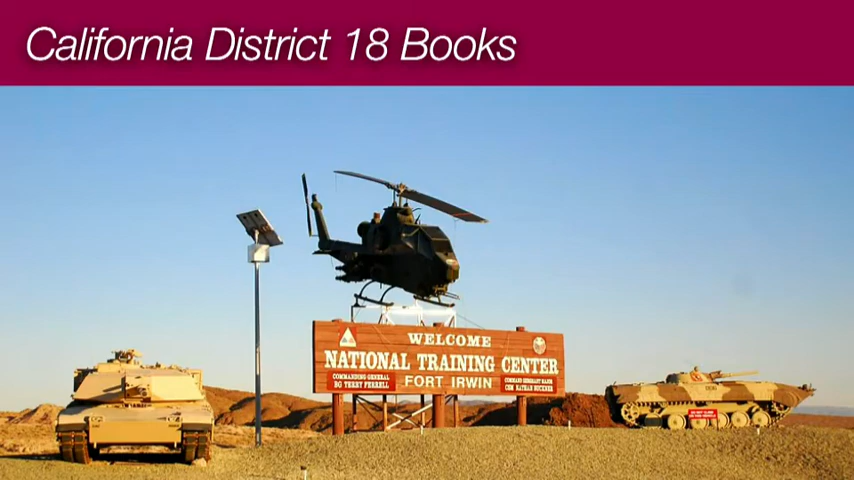 California District 18 Books
WELCOME
NATIONAL TRAINING CENTER
COMMANDING GENERAL
BG TERRY FERRELL
FORT IRWIN
COMMAND SERGEANT MAJOR
CSM NATHAN BUCKNER